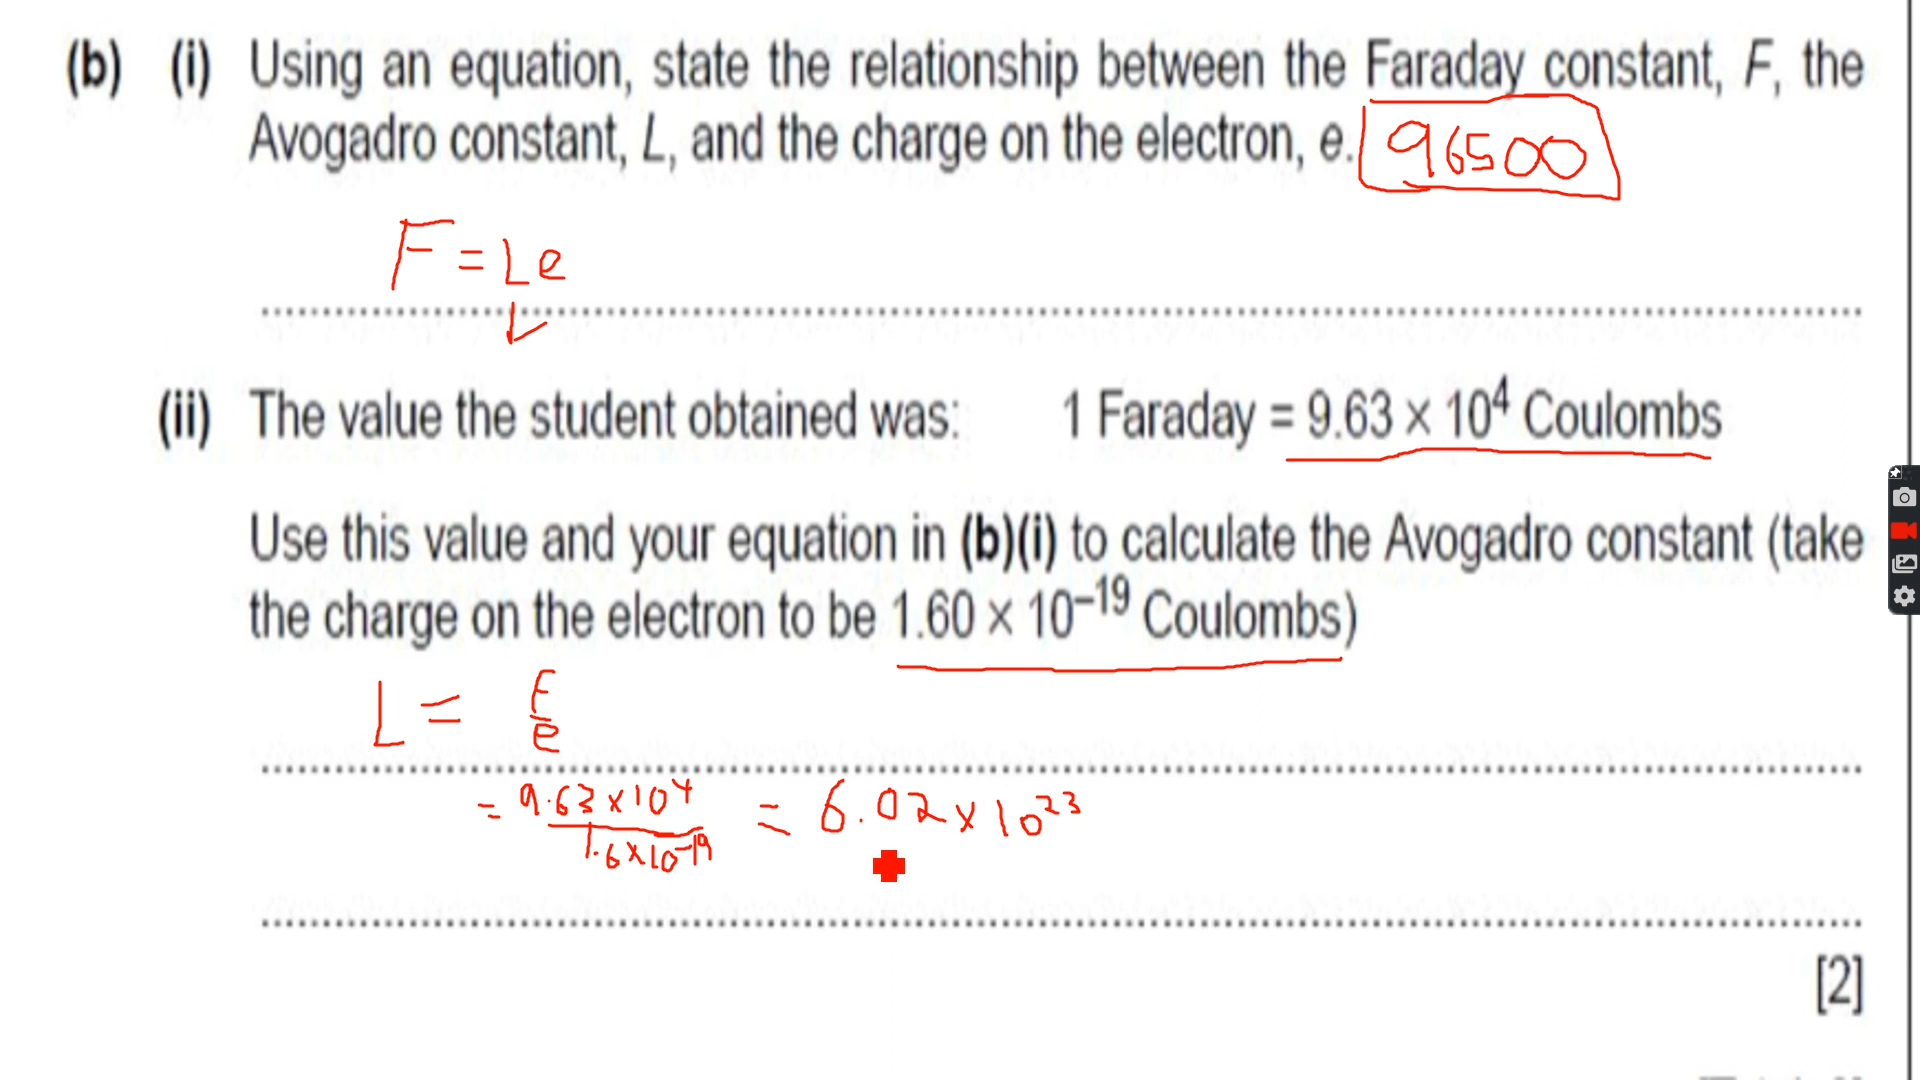 (b) (i) Using an equation, state the relationship between the Faraday constant, F, the
Avogadro constant, L, and the charge on the electron, e. 96500
F = Le
(ii) The value the student obtained was: 1 Faraday = 9.63 × 10⁴ Coulombs
Use this value and your equation in (b)(i) to calculate the Avogadro constant (take
the charge on the electron to be 1.60 × 10⁻¹⁹ Coulombs)
L = F/e
= 9.63 × 10⁴ / 1.6 × 10⁻¹⁹ = 6.02 × 10²³
[2]